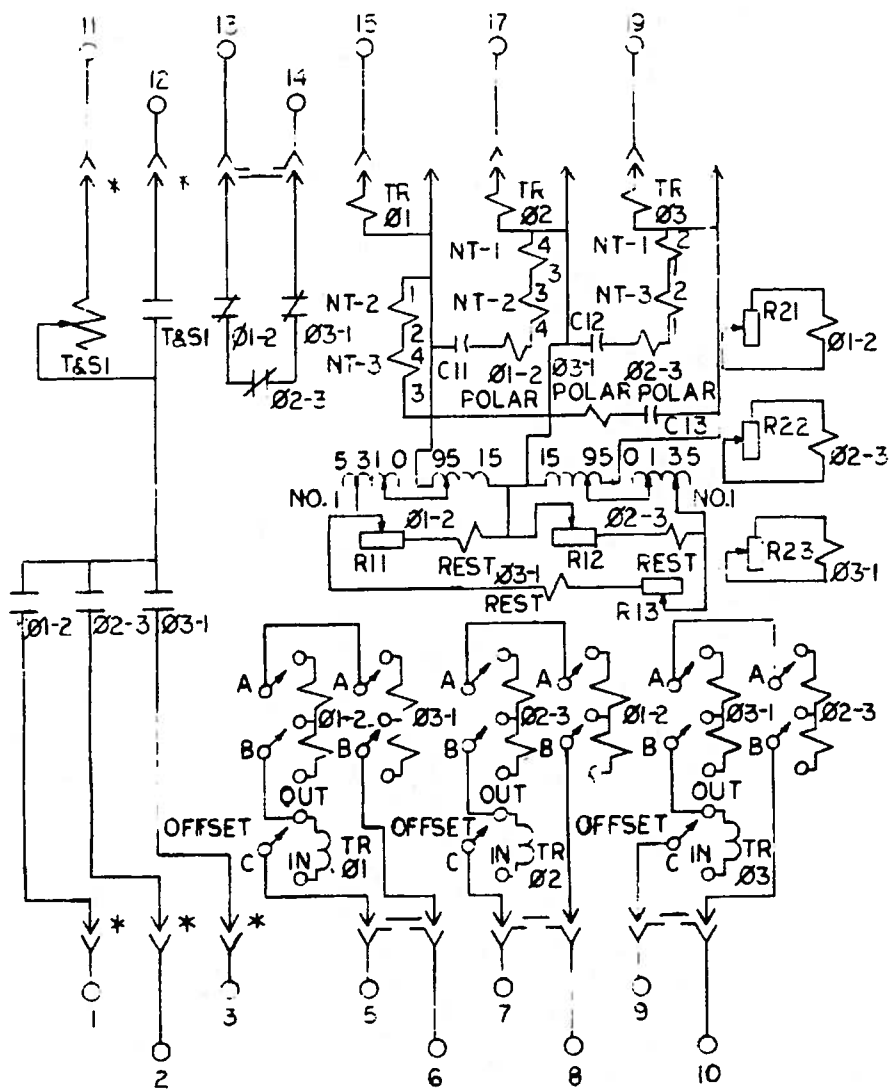 11 13 15 17 19
12 14
* *
TR TR TR
Ø1 Ø2 Ø3
NT-1 4 NT-1 2
3
NT-2 1 NT-2 3 NT-3 2
2 4 1
NT-3 4 C11 Ø1-2 C12 Ø3-1 Ø2-3
3 POLAR POLAR POLAR
C13
T&S1 T&S1 Ø1-2 Ø3-1
Ø2-3
R21 Ø1-2
R22 Ø2-3
R23 Ø3-1
5 3 1 0 95 15 15 95 0 1 3 5
NO.1 NO.1
Ø1-2 Ø2-3
R11 REST R12 REST
Ø3-1
REST R13
Ø1-2 Ø2-3 Ø3-1
A A A A A A
Ø1-2 Ø3-1 Ø2-3 Ø1-2 Ø3-1 Ø2-3
B B B B B B
OUT OUT OUT
OFFSET OFFSET OFFSET
C IN TR Ø1 C IN TR Ø2 C IN TR Ø3
* * *
1 3 5 7 9
2 6 8 10